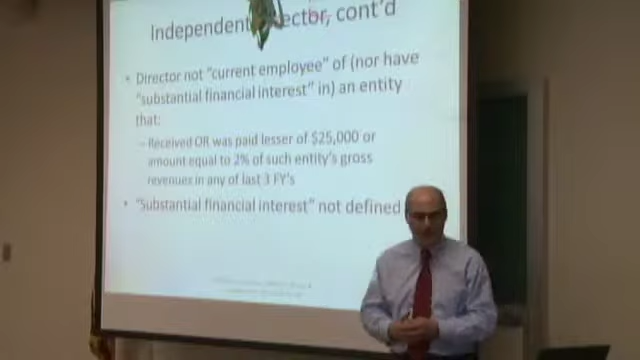 Independent ector, cont'd
• Director not "current employee" of (nor have
"substantial financial interest" in) an entity
that:
– Received OR was paid lesser of $25,000 or
amount equal to 2% of such entity's gross
revenues in any of last 3 FY's
• "Substantial financial interest" not defined